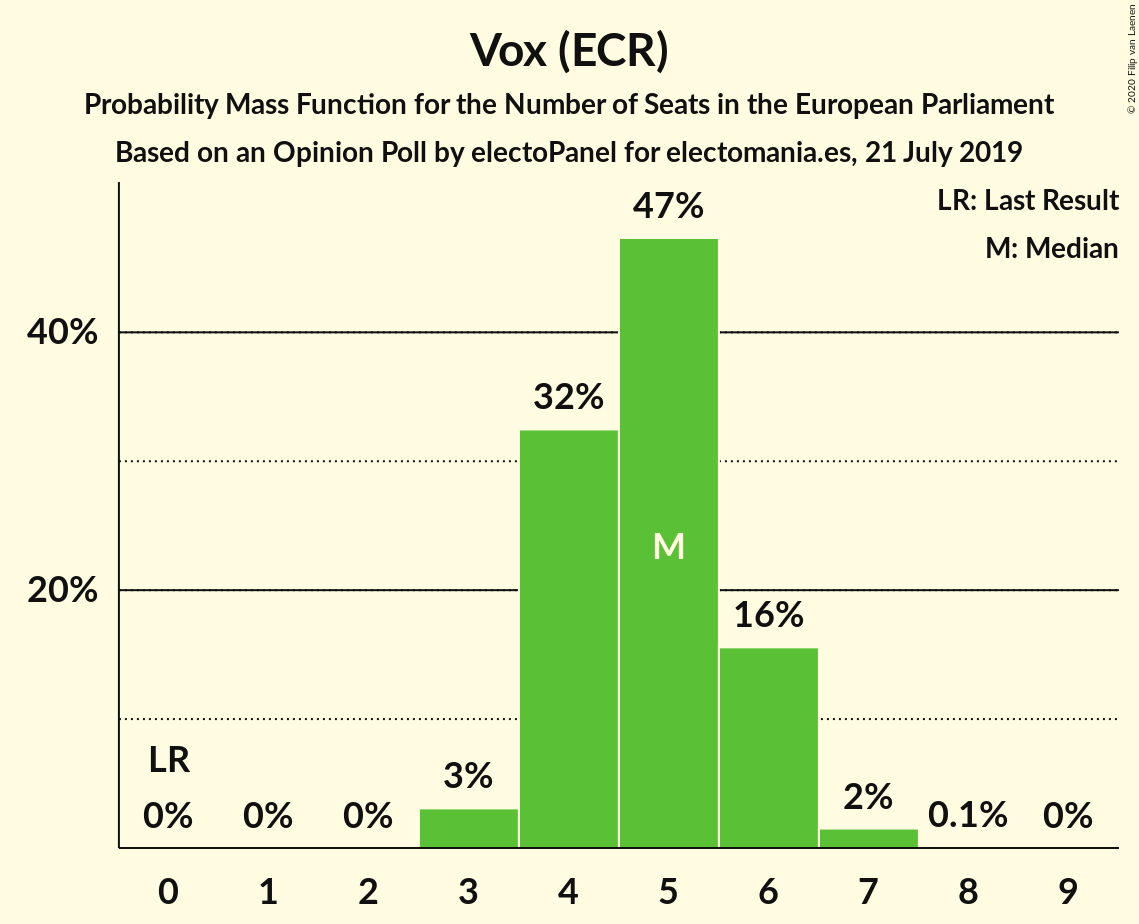 Vox (ECR)
Probability Mass Function for the Number of Seats in the European Parliament
Based on an Opinion Poll by electoPanel for electomania.es, 21 July 2019
© 2020 Filip van Laenen
LR: Last Result
M: Median
47%
40%
32%
M
20%
16%
LR
3%
2%
0% 0% 0% 0.1% 0%
0 1 2 3 4 5 6 7 8 9